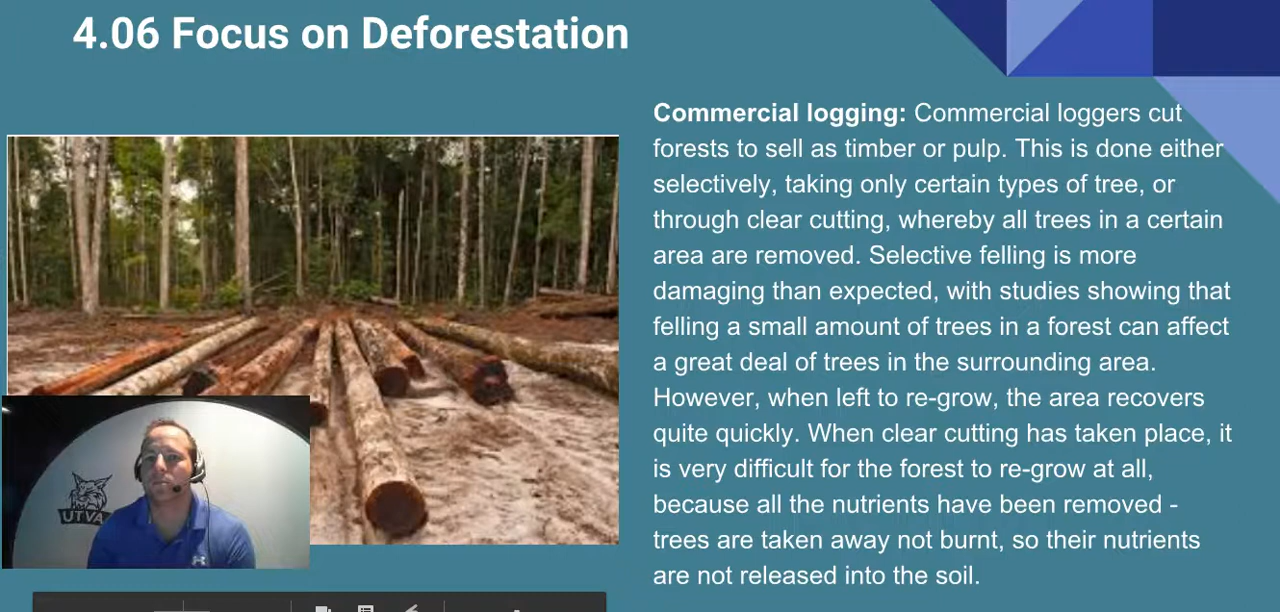 4.06 Focus on Deforestation
Commercial logging: Commercial loggers cut
forests to sell as timber or pulp. This is done either
selectively, taking only certain types of tree, or
through clear cutting, whereby all trees in a certain
area are removed. Selective felling is more
damaging than expected, with studies showing that
felling a small amount of trees in a forest can affect
a great deal of trees in the surrounding area.
However, when left to re-grow, the area recovers
quite quickly. When clear cutting has taken place, it
is very difficult for the forest to re-grow at all,
because all the nutrients have been removed -
trees are taken away not burnt, so their nutrients
are not released into the soil.
UTVA